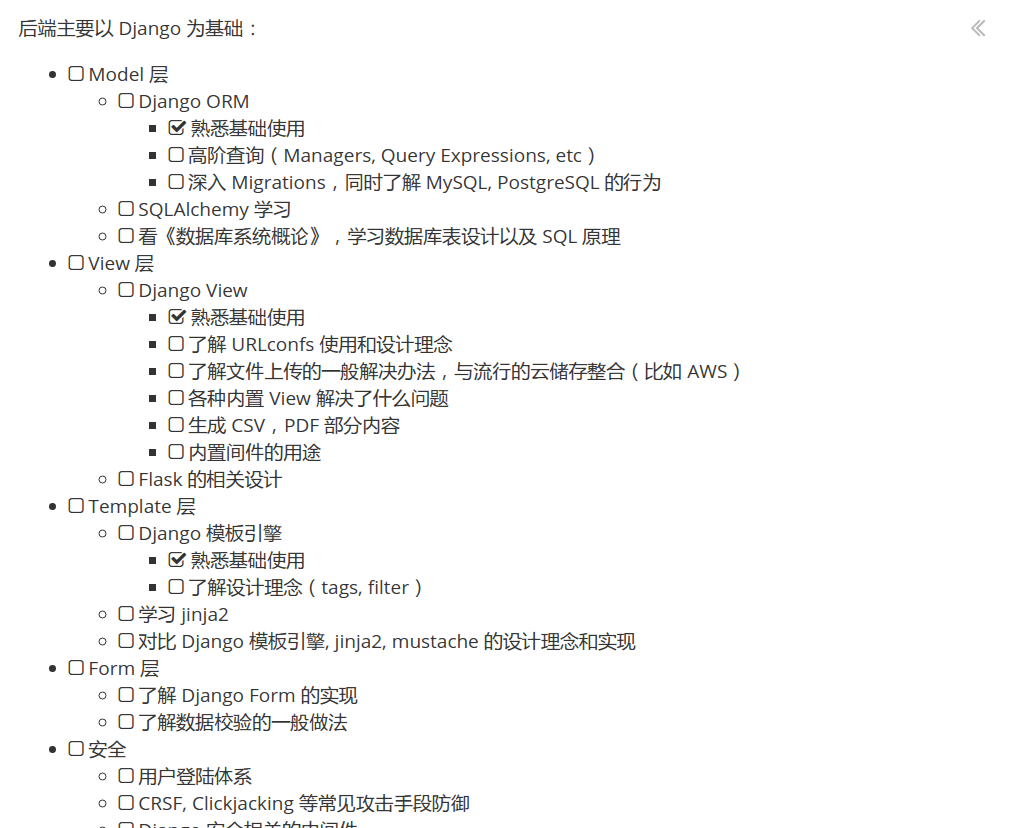 后端主要以 Django 为基础：
Model 层
Django ORM
熟悉基础使用
高阶查询（Managers, Query Expressions, etc）
深入 Migrations，同时了解 MySQL, PostgreSQL 的行为
SQLAlchemy 学习
看《数据库系统概论》，学习数据库表设计以及 SQL 原理
View 层
Django View
熟悉基础使用
了解 URLconfs 使用和设计理念
了解文件上传的一般解决办法，与流行的云储存整合（比如 AWS）
各种内置 View 解决了什么问题
生成 CSV，PDF 部分内容
内置间件的用途
Flask 的相关设计
Template 层
Django 模板引擎
熟悉基础使用
了解设计理念（tags, filter）
学习 jinja2
对比 Django 模板引擎, jinja2, mustache 的设计理念和实现
Form 层
了解 Django Form 的实现
了解数据校验的一般做法
安全
用户登陆体系
CRSF, Clickjacking 等常见攻击手段防御
Django 安全相关的中间件